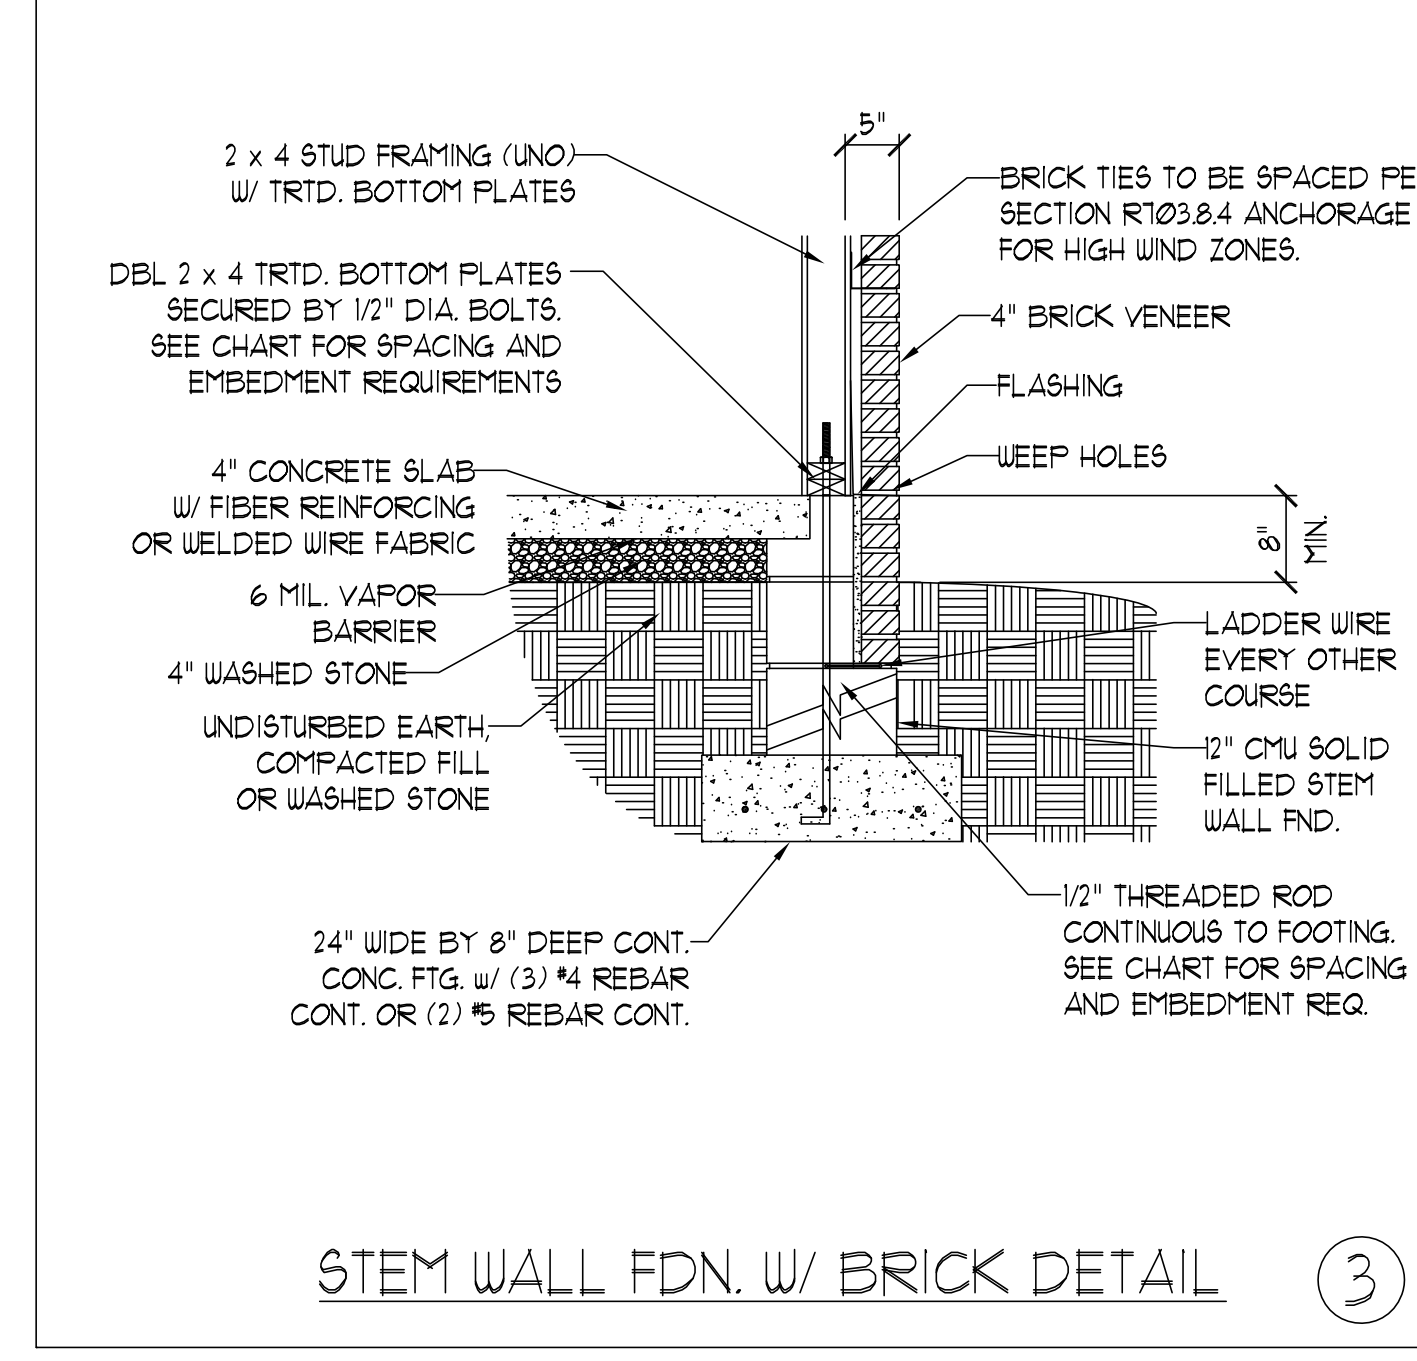 5"
2 x 4 STUD FRAMING (UNO)
W/ TRTD. BOTTOM PLATES
BRICK TIES TO BE SPACED PE
SECTION R703.8.4 ANCHORAGE
FOR HIGH WIND ZONES.
DBL 2 x 4 TRTD. BOTTOM PLATES
SECURED BY 1/2" DIA. BOLTS.
SEE CHART FOR SPACING AND
EMBEDMENT REQUIREMENTS
4" BRICK VENEER
FLASHING
WEEP HOLES
4" CONCRETE SLAB
W/ FIBER REINFORCING
OR WELDED WIRE FABRIC
8"
MIN.
6 MIL. VAPOR
BARRIER
4" WASHED STONE
UNDISTURBED EARTH,
COMPACTED FILL
OR WASHED STONE
LADDER WIRE
EVERY OTHER
COURSE
12" CMU SOLID
FILLED STEM
WALL FND.
1/2" THREADED ROD
CONTINUOUS TO FOOTING.
SEE CHART FOR SPACING
AND EMBEDMENT REQ.
24" WIDE BY 8" DEEP CONT.
CONC. FTG. w/ (3) #4 REBAR
CONT. OR (2) #5 REBAR CONT.
STEM WALL FDN. W/ BRICK DETAIL
3